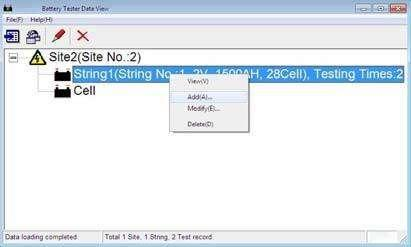 Battery Tester Data View
File(F) Help(H)
Site2(Site No.:2)
String1(String No.:1, 2V, 1500AH, 28Cell), Testing Times:2
Cell
View(V)
Add(A)...
Modify(E)...
Delete(D)
Data loading completed Total 1 Site, 1 String, 2 Test record